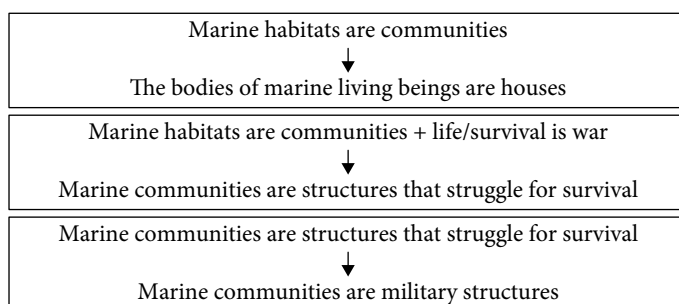 Marine habitats are communities
The bodies of marine living beings are houses
Marine habitats are communities + life/survival is war
Marine communities are structures that struggle for survival
Marine communities are structures that struggle for survival
Marine communities are military structures